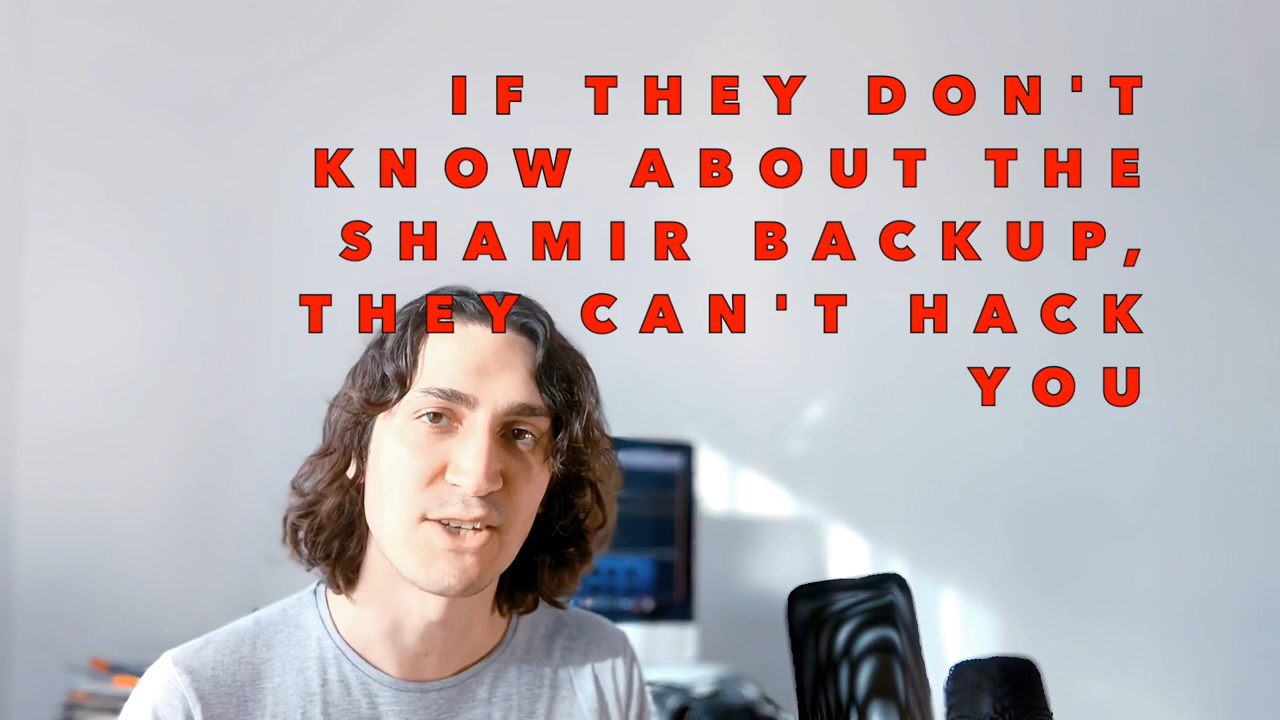 IF THEY DON'T
KNOW ABOUT THE
SHAMIR BACKUP,
THEY CAN'T HACK
YOU